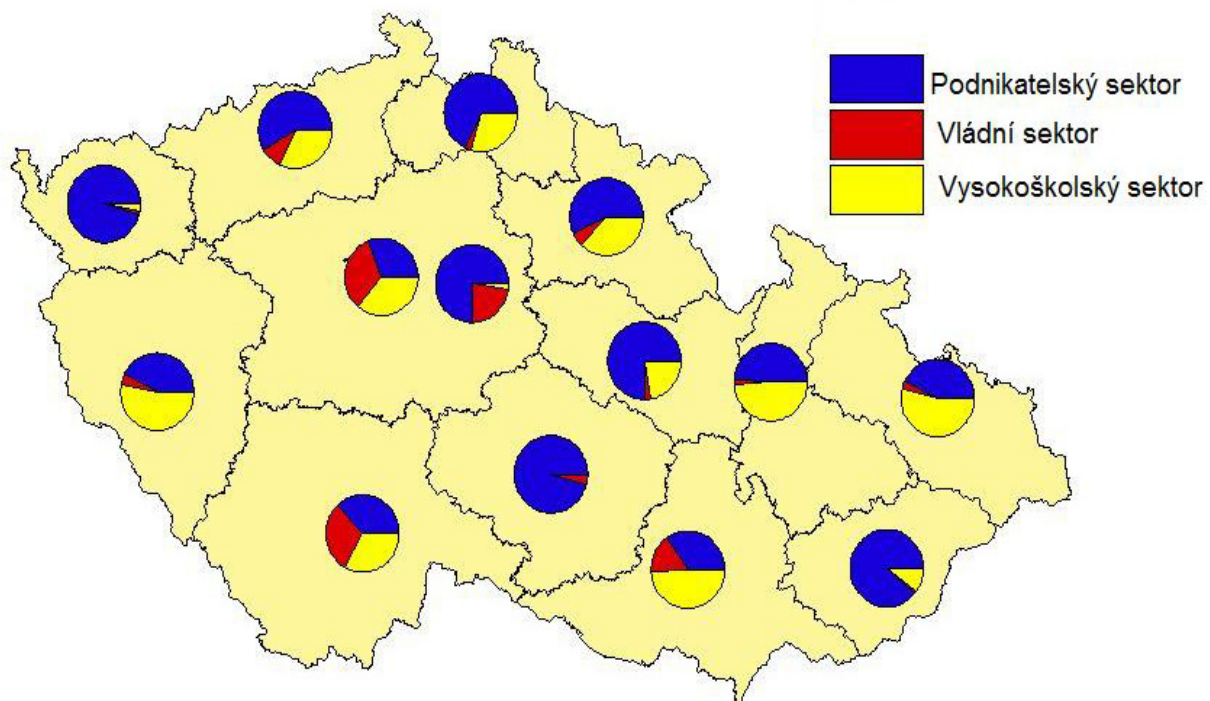 Podnikatelský sektor
Vládní sektor
Vysokoškolský sektor